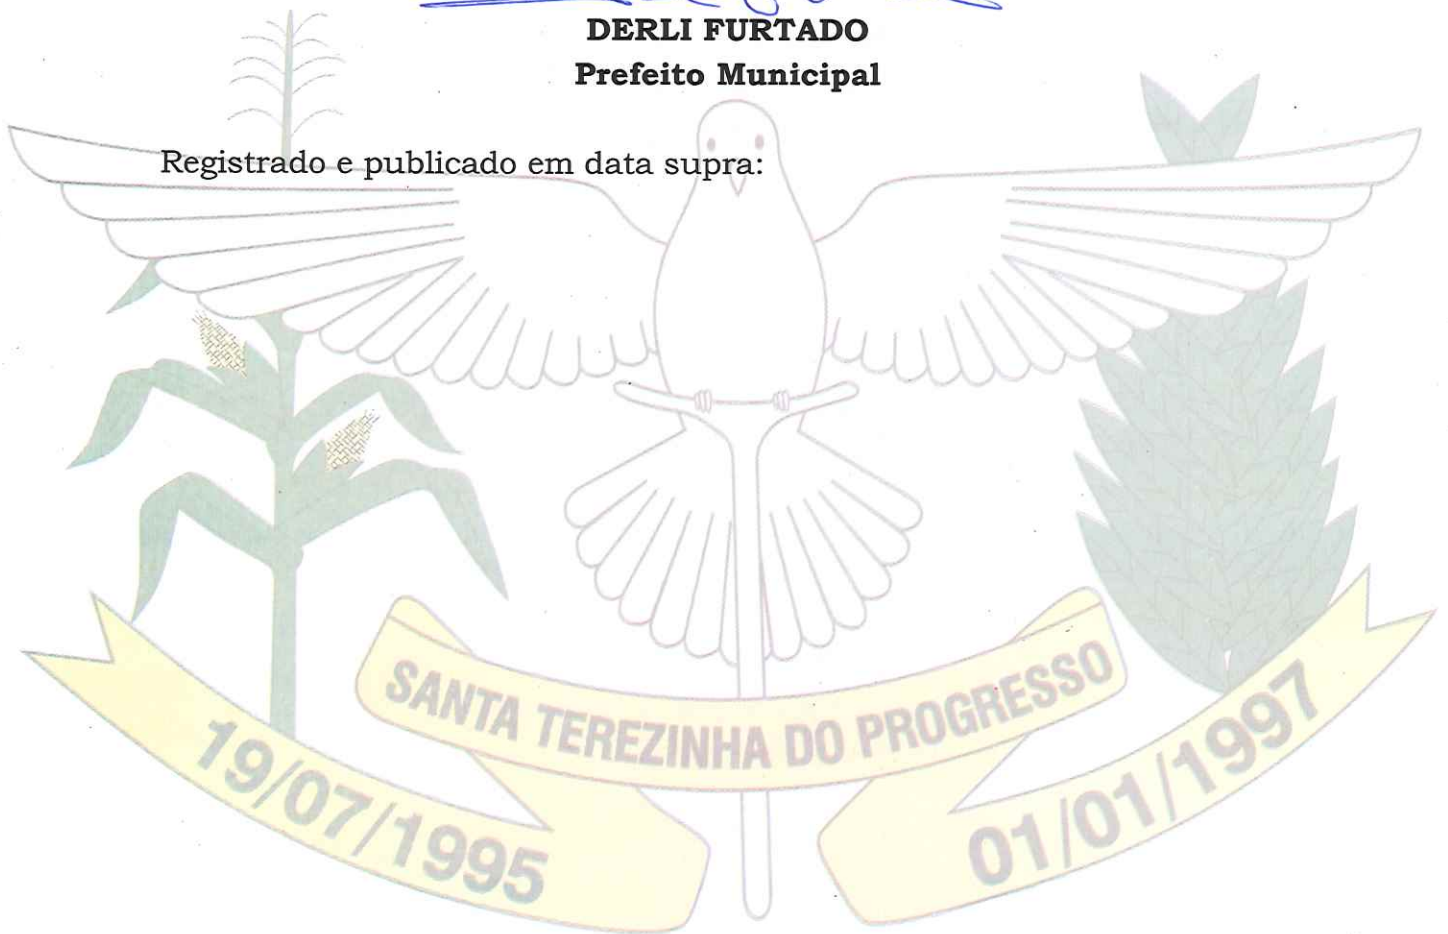 DERLI FURTADO
Prefeito Municipal
Registrado e publicado em data supra:
SANTA TEREZINHA DO PROGRESSO
19/07/1995
01/01/1997